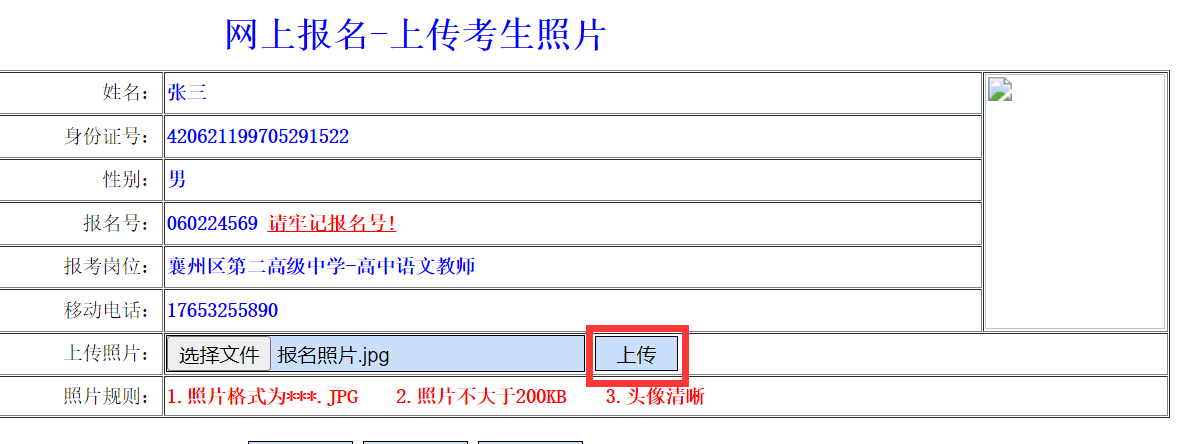 网上报名-上传考生照片
姓名： 张三
身份证号： 420621199705291522
性别： 男
报名号： 060224569 请牢记报名号!
报考岗位： 襄州区第二高级中学-高中语文教师
移动电话： 17653255890
上传照片： 选择文件 报名照片.jpg 上传
照片规则： 1.照片格式为***.JPG 2.照片不大于200KB 3.头像清晰